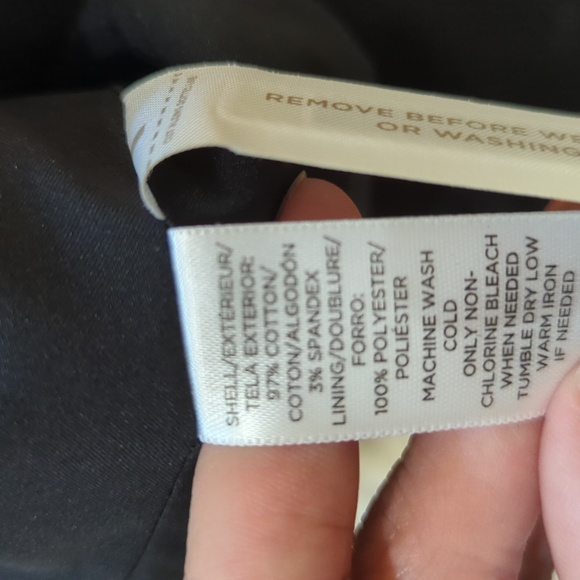 REMOVE BEFORE
OR WASHING
SHELL/EXTÉRIEUR/
TELA EXTERIOR:
97% COTTON/
COTON/ALGODÓN
3% SPANDEX
LINING/DOUBLURE/
FORRO:
100% POLYESTER/
POLIÉSTER
MACHINE WASH
COLD
ONLY NON-
CHLORINE BLEACH
WHEN NEEDED
TUMBLE DRY LOW
WARM IRON
IF NEEDED